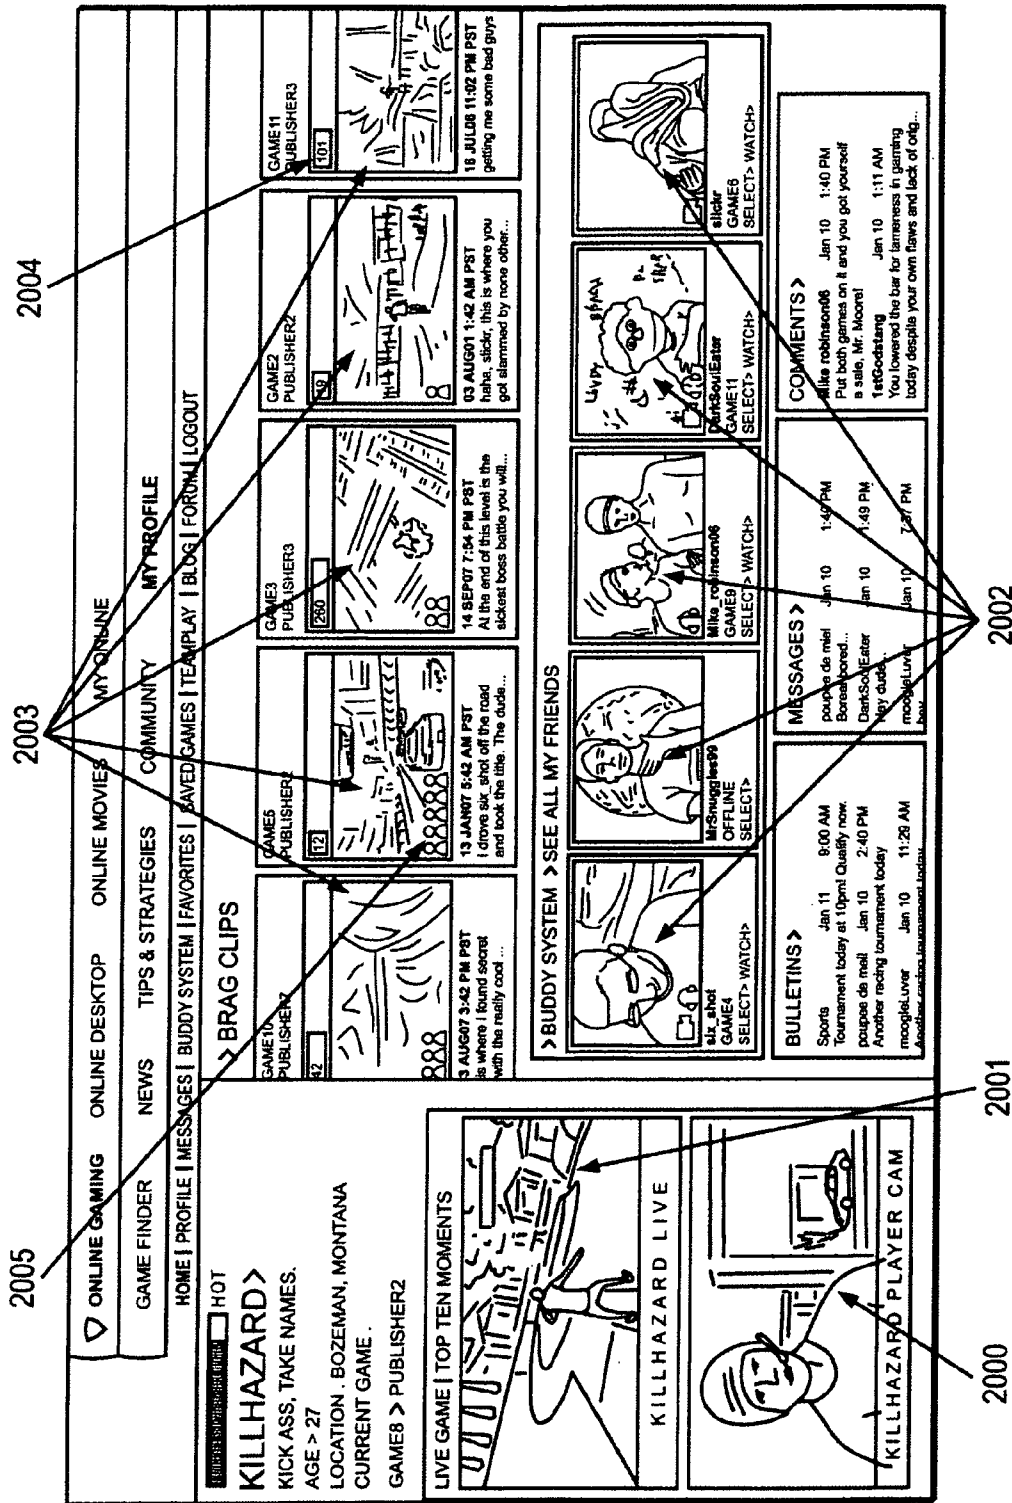 2005
2003
2004
ONLINE GAMING ONLINE DESKTOP ONLINE MOVIES MY ONLINE
GAME FINDER NEWS TIPS & STRATEGIES COMMUNITY MY PROFILE
HOME | PROFILE | MESSAGES | BUDDY SYSTEM | FAVORITES | SAVED GAMES | TEAMPLAY | BLOG | FORUM | LOGOUT
HOT
KILLHAZARD>
KICK ASS, TAKE NAMES.
AGE > 27
LOCATION . BOZEMAN, MONTANA
CURRENT GAME .
GAME8 > PUBLISHER2
LIVE GAME | TOP TEN MOMENTS
KILLHAZARD LIVE
KILLHAZARD PLAYER CAM
> BRAG CLIPS
GAME10
PUBLISHER7
42
3 AUG07 3:42 PM PST
is where I found secret
with the really cool ...
GAME5
PUBLISHER2
12
13 JAN07 5:42 AM PST
I drove six_shot off the road
and took the title. The dude...
GAME3
PUBLISHER3
260
14 SEP07 7:54 PM PST
At the end of this level is the
sickest boss battle you will...
GAME2
PUBLISHER2
19
03 AUG01 1:42 AM PST
haha, slickr, this is where you
got slammed by none other...
GAME11
PUBLISHER3
101
16 JUL06 11:02 PM PST
getting me some bad guys
> BUDDY SYSTEM > SEE ALL MY FRIENDS
six_shot
GAME4
SELECT> WATCH>
MrSnuggles99
OFFLINE
SELECT>
Mike_robinson06
GAME9
SELECT> WATCH>
DarkSoulEater
GAME11
SELECT> WATCH>
slickr
GAME6
SELECT> WATCH>
BULLETINS >
Sports Jan 11 9:00 AM
Tournament today at 10pm! Qualify now.
poupee de meil Jan 10 2:40 PM
Another racing tournament today
moogleLuver Jan 10 11:29 AM
Another racing tournament today
MESSAGES >
poupee de miel Jan 10 1:49 PM
Boreal bored...
DarkSoulEater Jan 10 1:49 PM
Hey dude...
moogleLuver Jan 10 7:37 PM
hey
COMMENTS >
Mike robinson06 Jan 10 1:40 PM
Put both games on it and you got yourself
a sale, Mr. Moore!
1stGodstang Jan 10 1:11 AM
You lowered the bar for lameness in gaming
today despite your own flaws and lack of orig...
2000
2001
2002